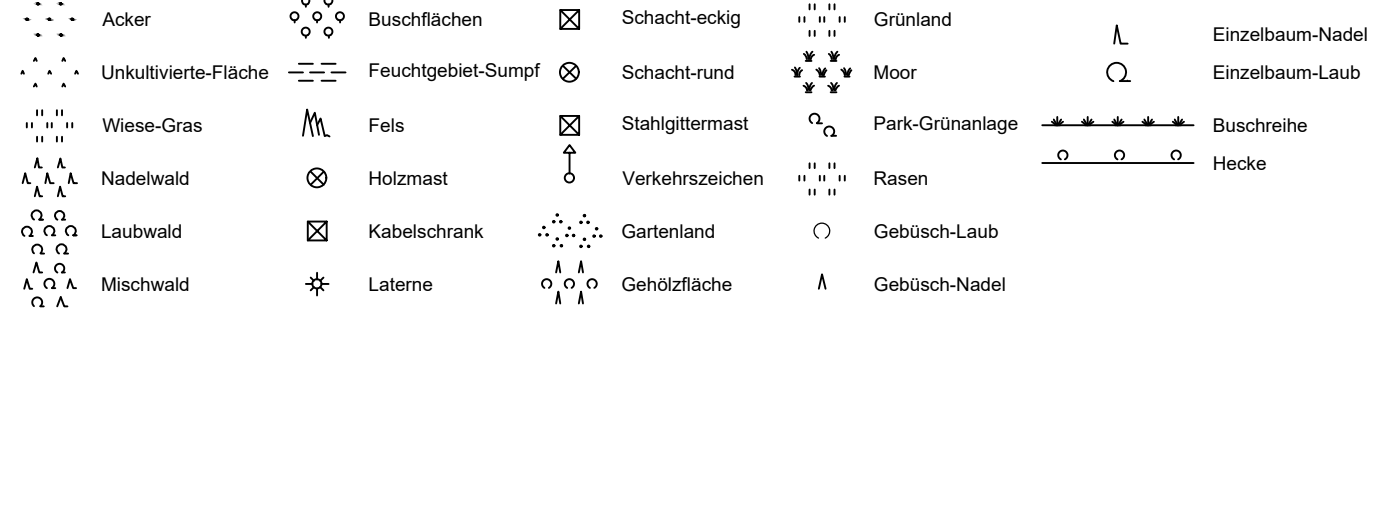 Acker
Unkultivierte-Fläche
Wiese-Gras
Nadelwald
Laubwald
Mischwald
Buschflächen
Feuchtgebiet-Sumpf
Fels
Holzmast
Kabelschrank
Laterne
Schacht-eckig
Schacht-rund
Stahlgittermast
Verkehrszeichen
Gartenland
Gehölzfläche
Grünland
Moor
Park-Grünanlage
Rasen
Gebüsch-Laub
Gebüsch-Nadel
Einzelbaum-Nadel
Einzelbaum-Laub
Buschreihe
Hecke